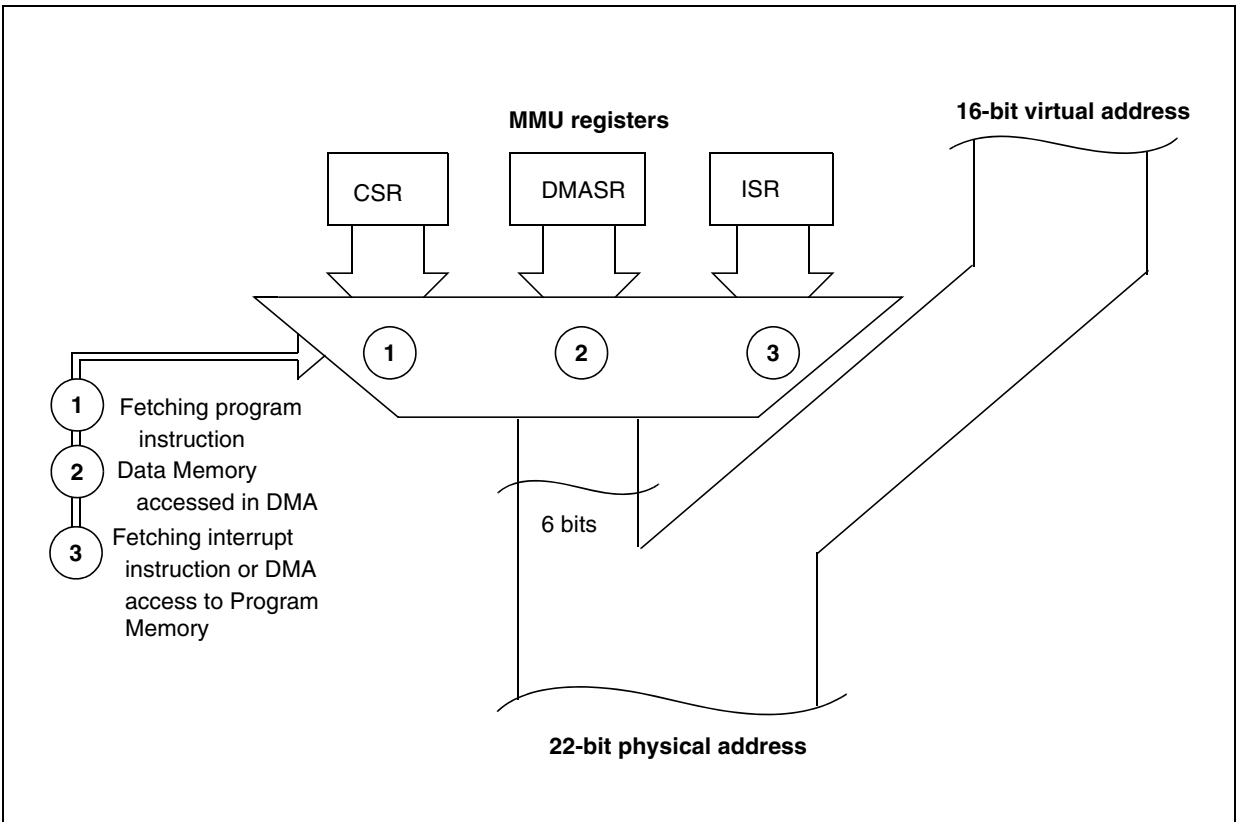 MMU registers
16-bit virtual address
CSR
DMASR
ISR
1
2
3
1
Fetching program
instruction
2
Data Memory
accessed in DMA
3
Fetching interrupt
instruction or DMA
access to Program
Memory
6 bits
22-bit physical address